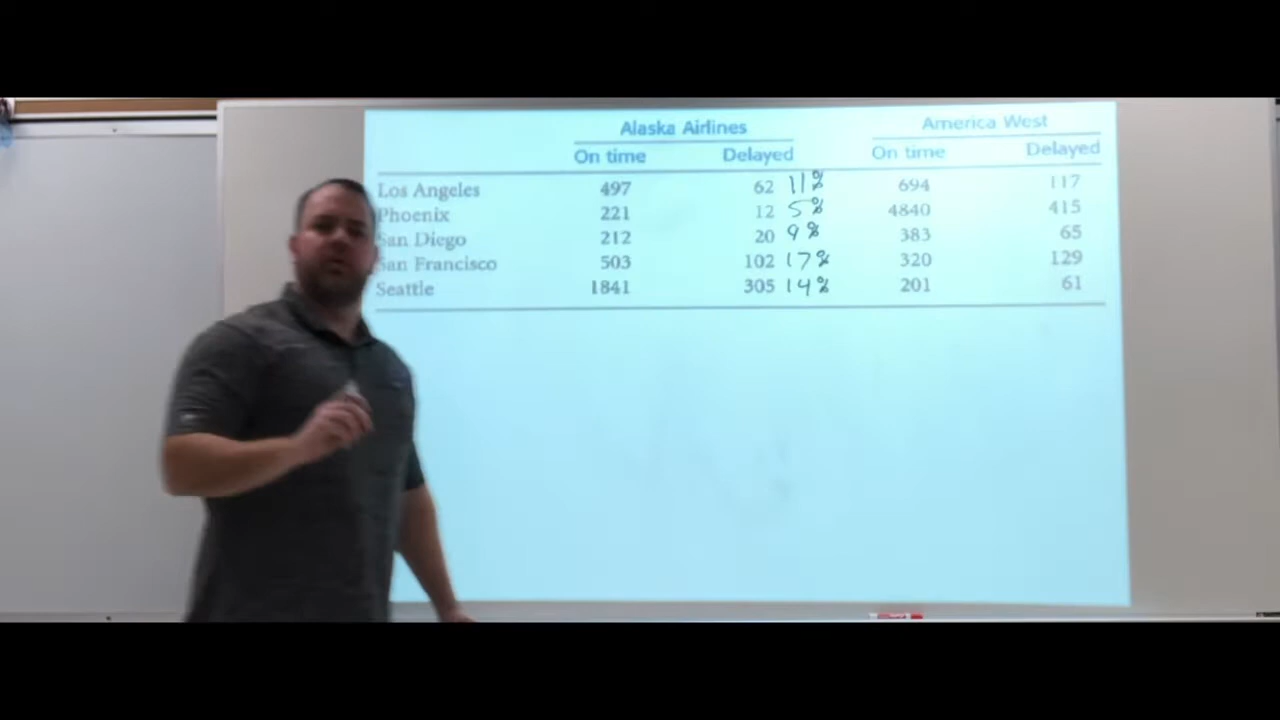 Alaska Airlines America West
On time Delayed On time Delayed
Los Angeles 497 62 11% 694 117
Phoenix 221 12 5% 4840 415
San Diego 212 20 9% 383 65
San Francisco 503 102 17% 320 129
Seattle 1841 305 14% 201 61